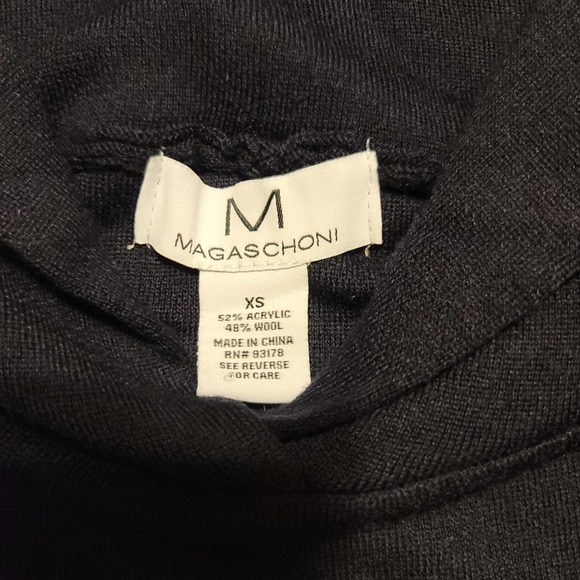 M
MAGASCHONI
XS
52% ACRYLIC
48% WOOL
MADE IN CHINA
RN# 93178
SEE REVERSE
FOR CARE